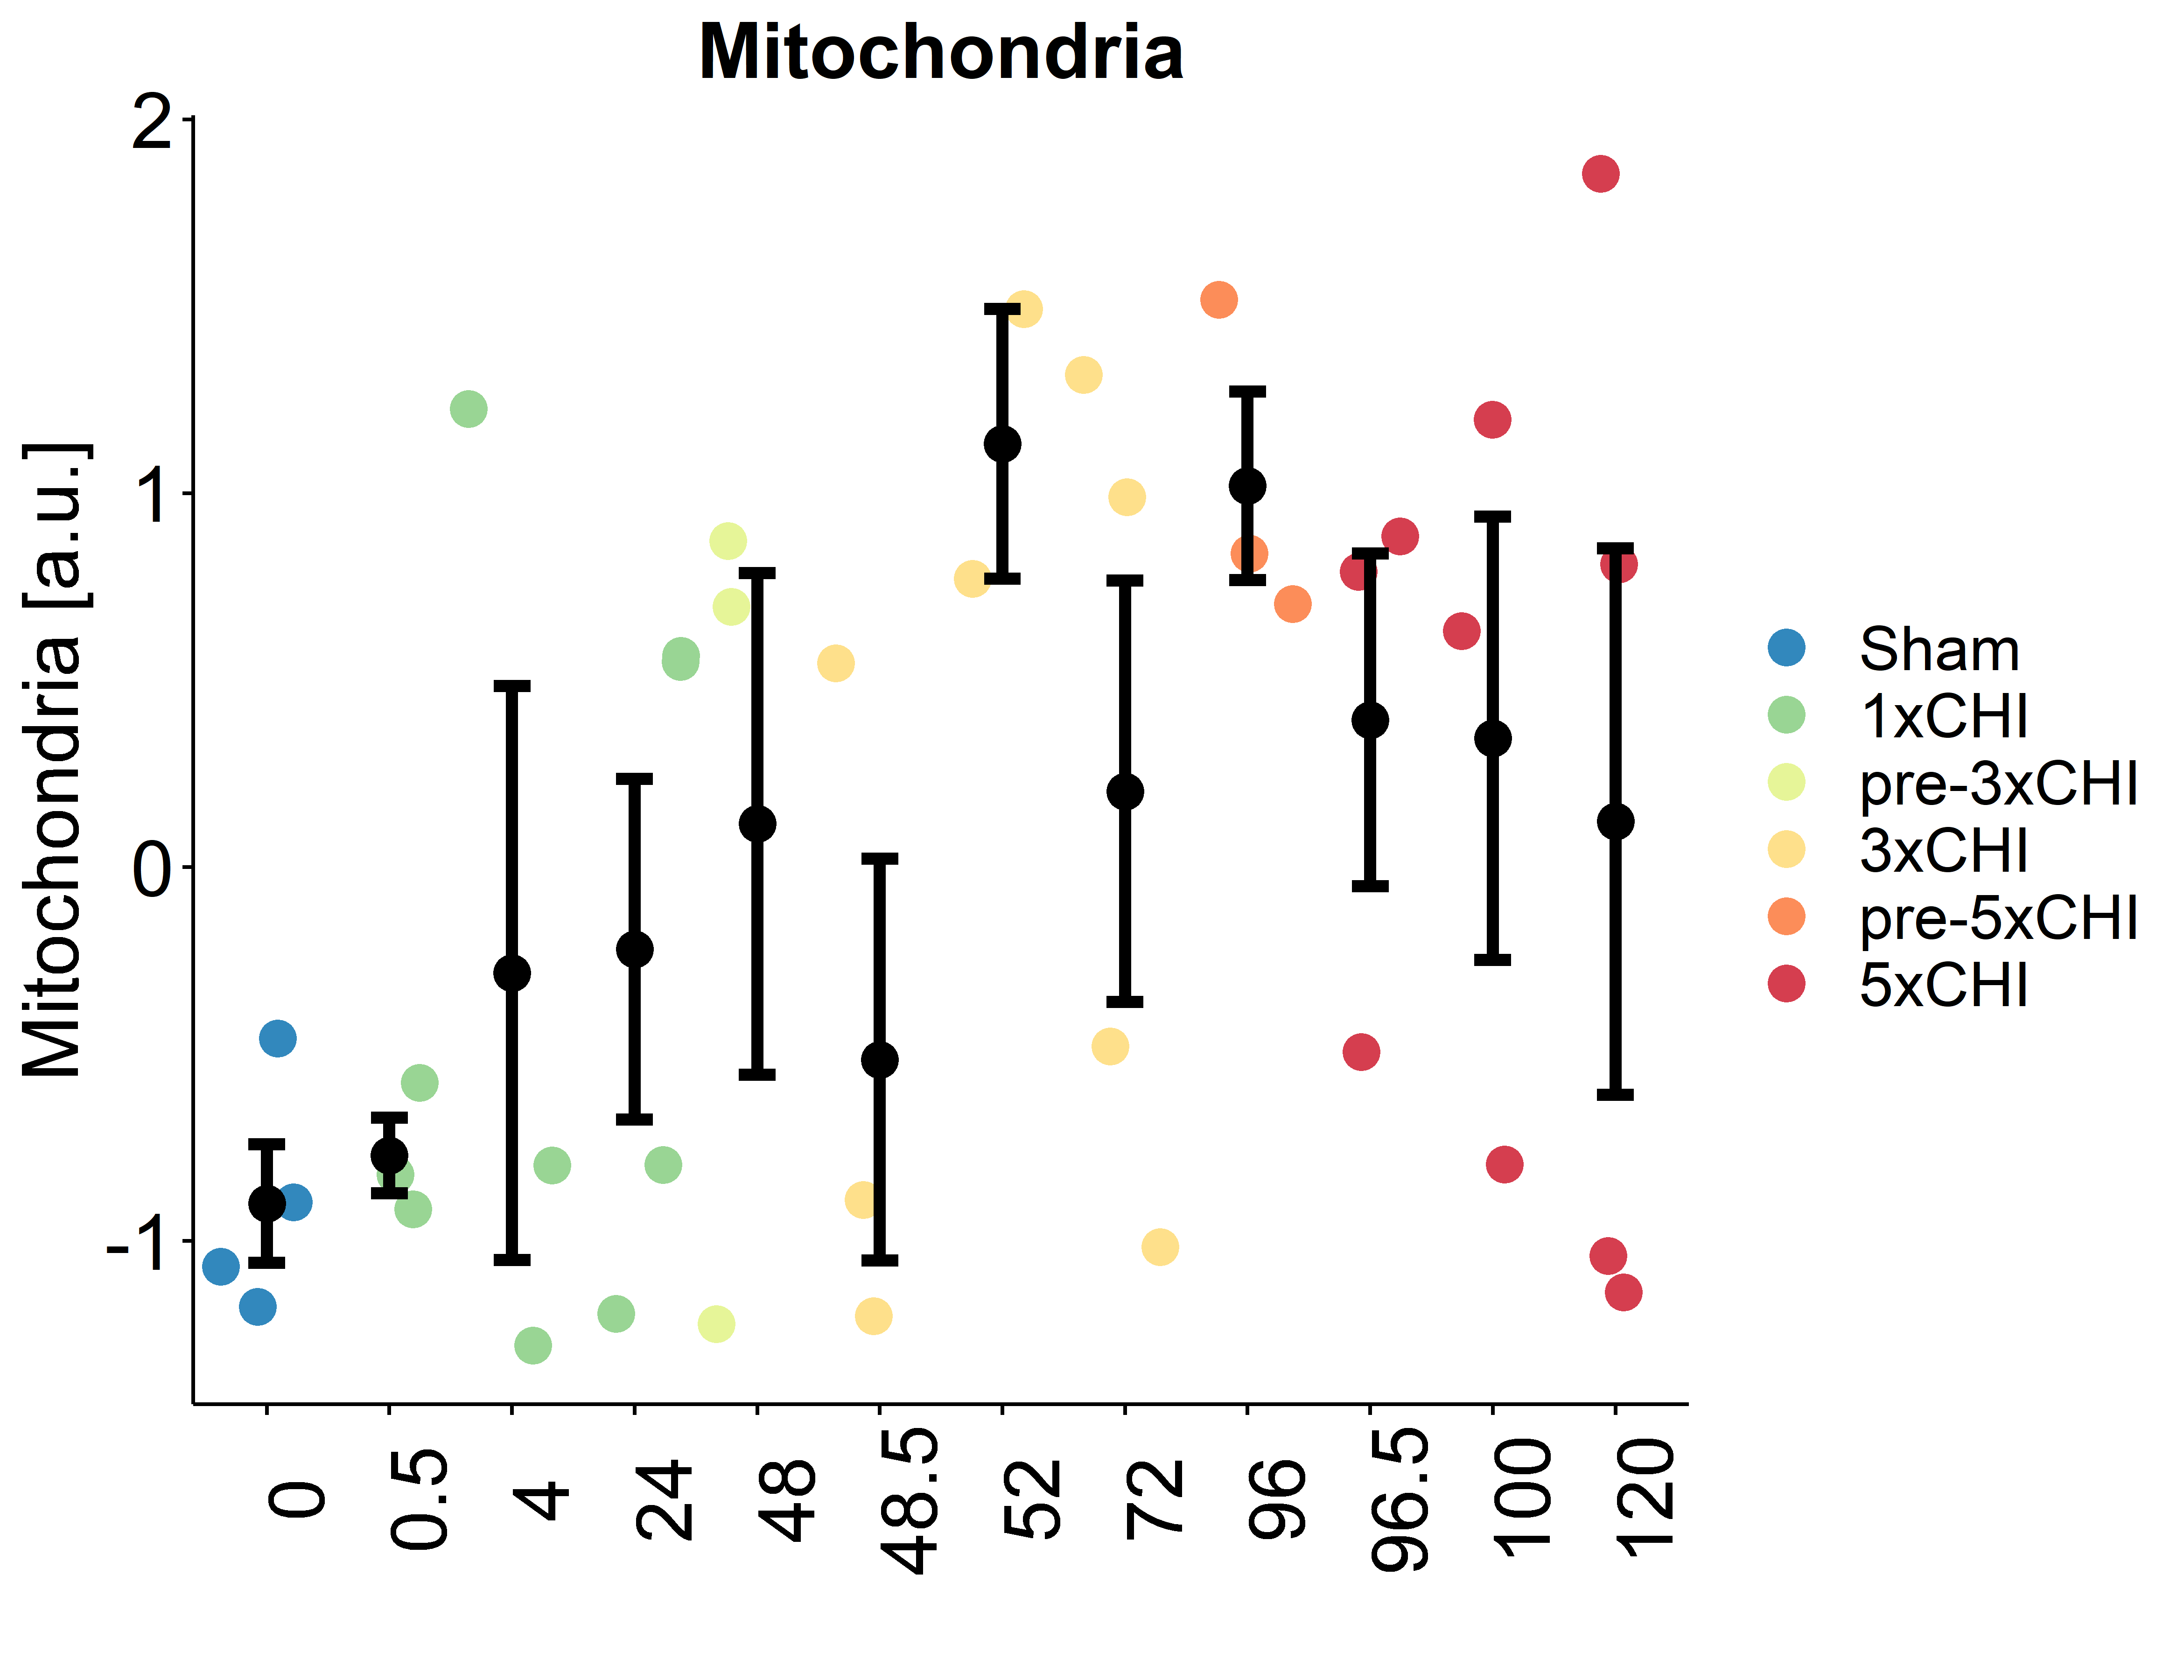 Mitochondria
Mitochondria [a.u.]
2
1
0
-1
0
0.5
4
24
48
48.5
52
72
96
96.5
100
120
Sham
1xCHI
pre-3xCHI
3xCHI
pre-5xCHI
5xCHI